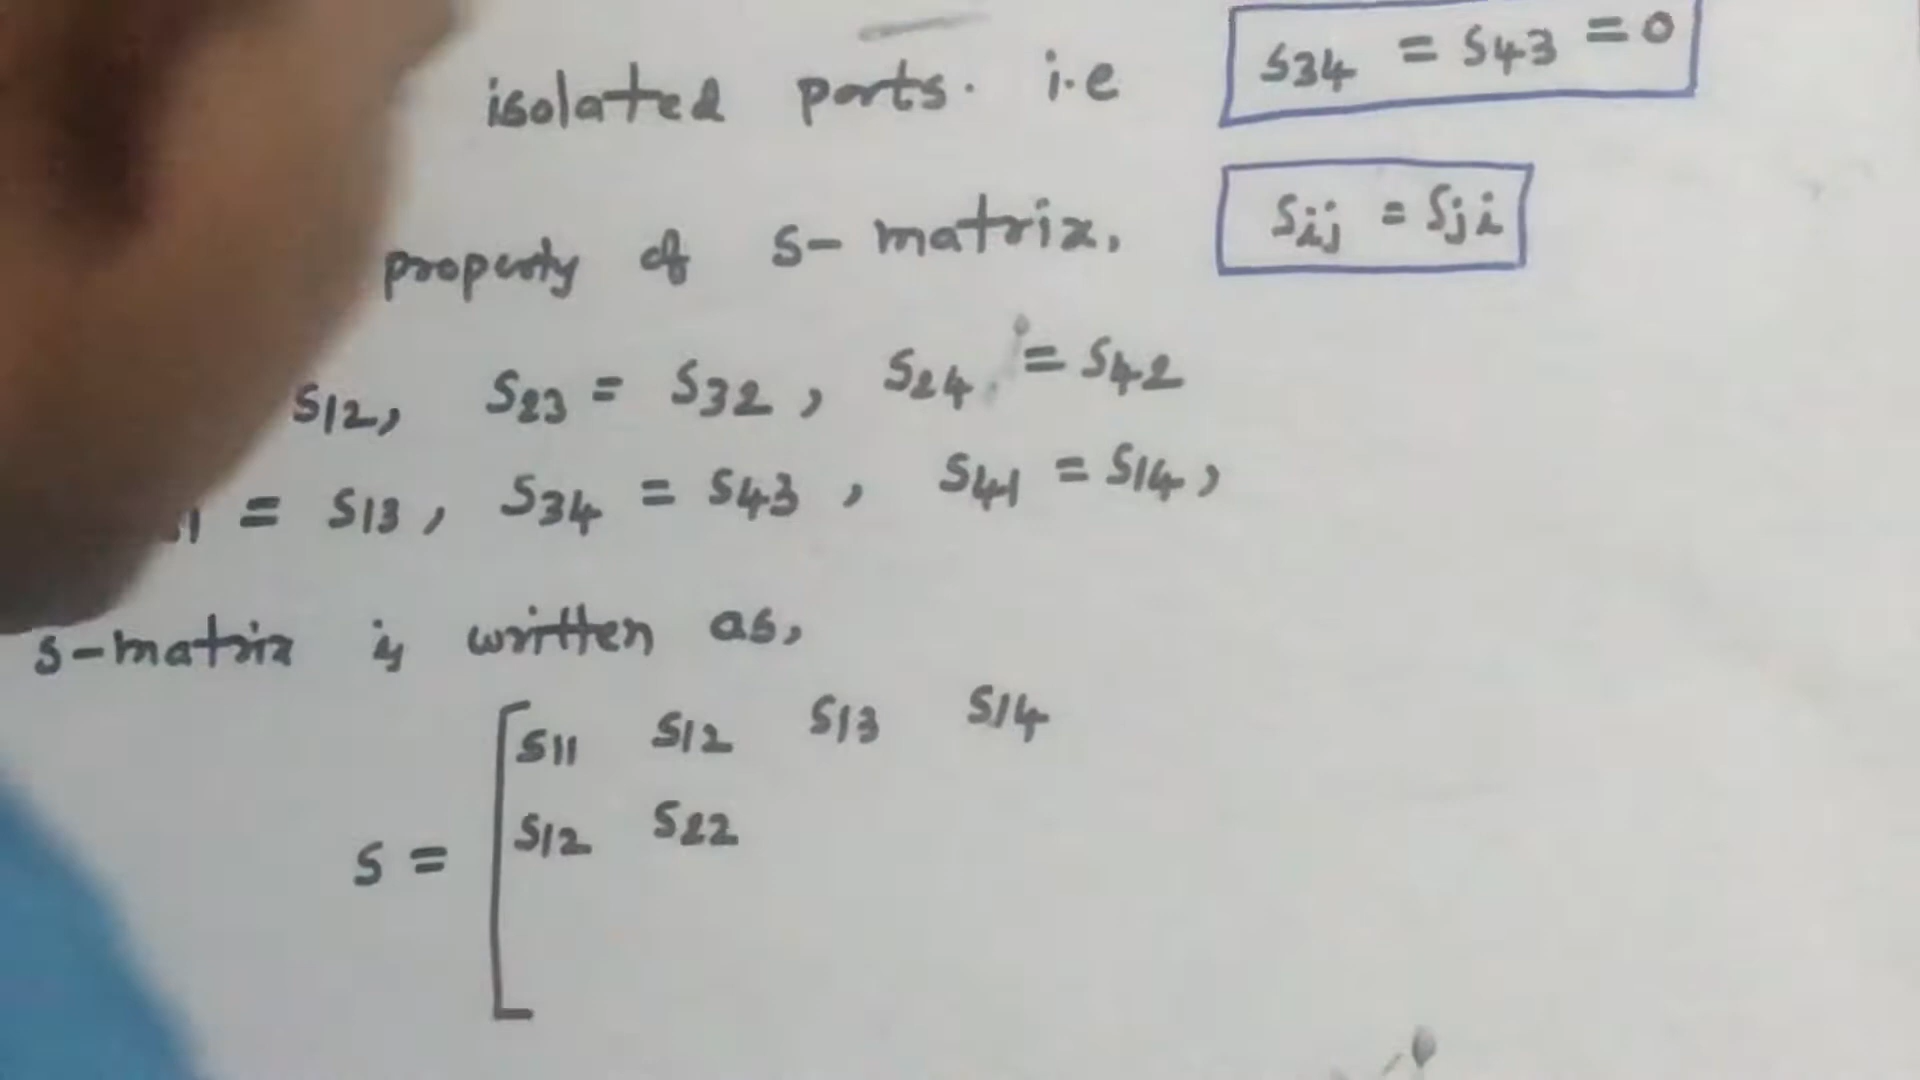 isolated ports. i.e S34 = S43 = 0
property of S-matrix, Sij = Sji
S12, S23 = S32, S24 = S42
1 = S13, S34 = S43, S41 = S14,
S-matrix is written as,
S11 S12 S13 S14
S12 S22
S =